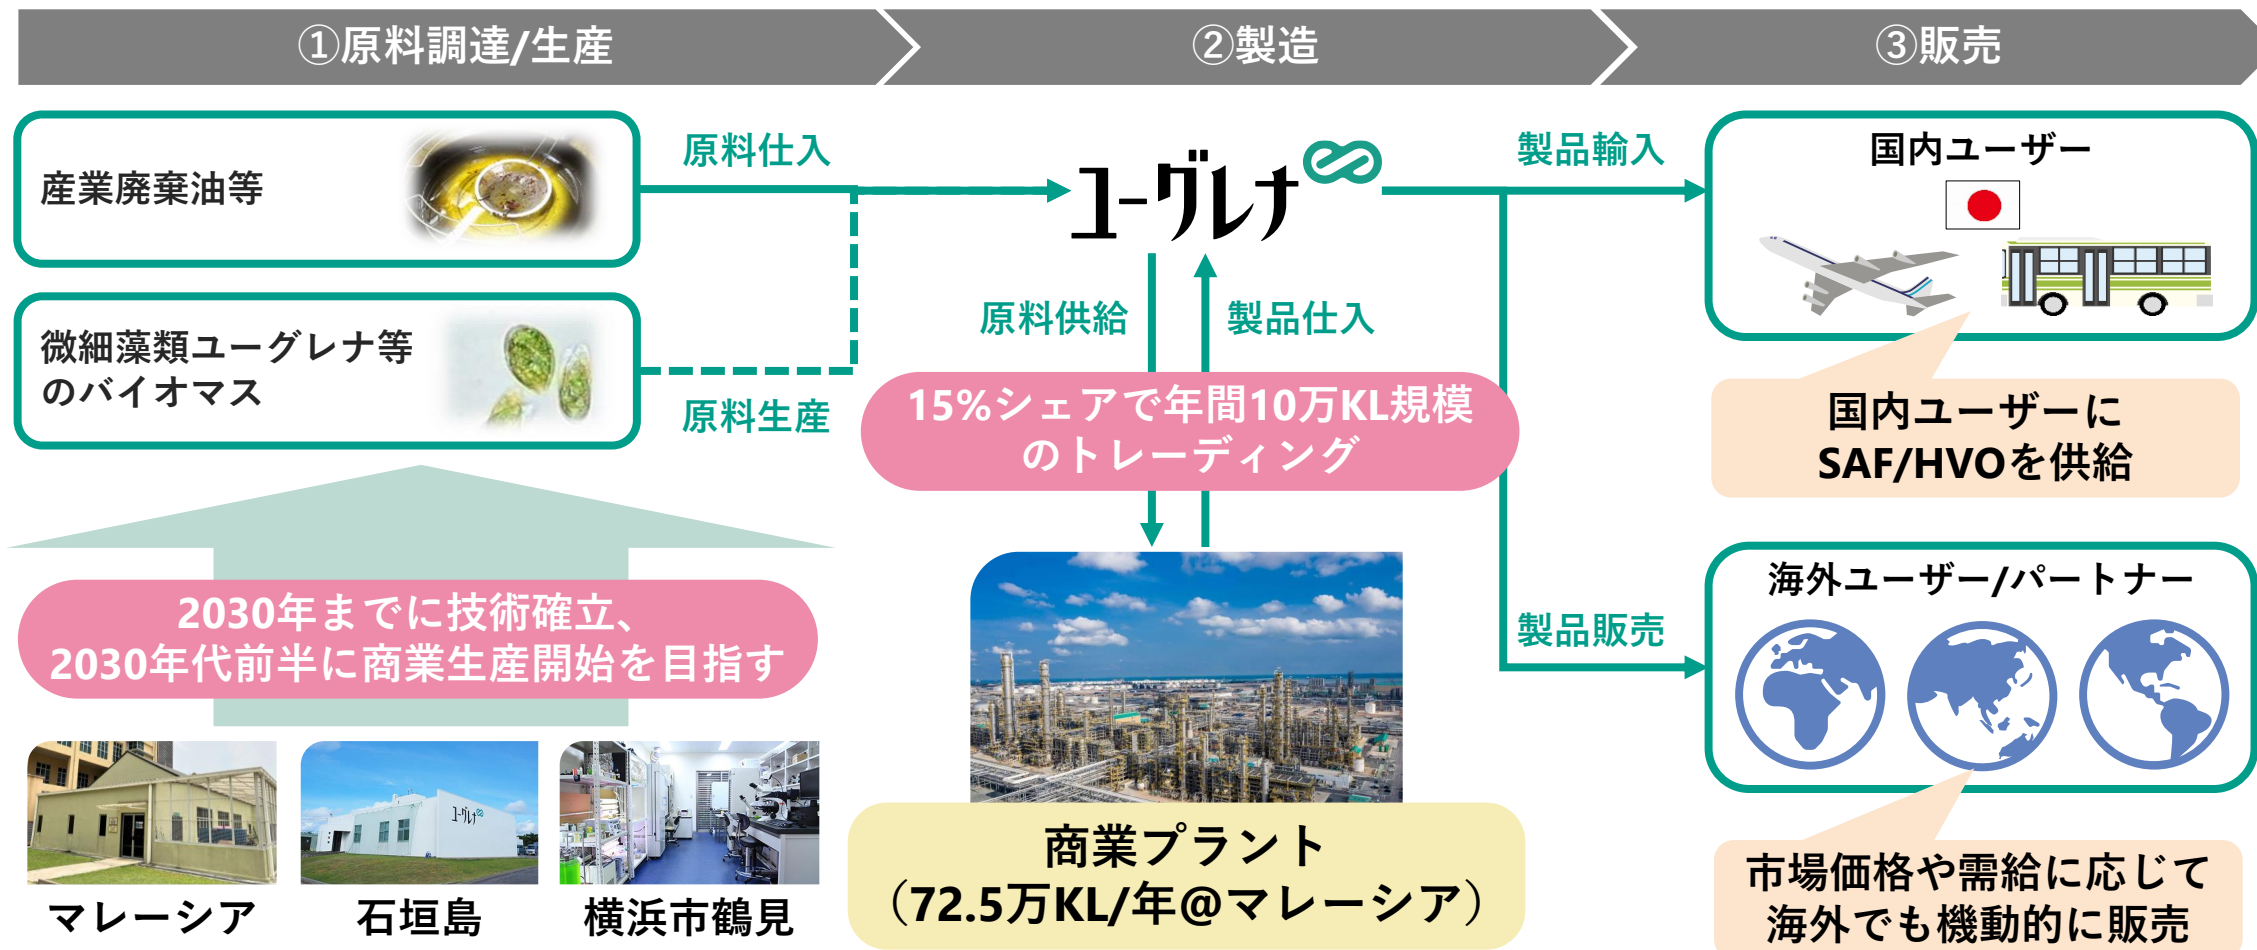 ①原料調達/生産
②製造
③販売
産業廃棄油等
原料仕入
微細藻類ユーグレナ等
のバイオマス
原料生産
2030年までに技術確立、
2030年代前半に商業生産開始を目指す
ユーグレナ
マレーシア
石垣島
横浜市鶴見
ユーグレナ
原料供給
製品仕入
15%シェアで年間10万KL規模
のトレーディング
商業プラント
（72.5万KL/年@マレーシア）
製品輸入
国内ユーザー
国内ユーザーに
SAF/HVOを供給
製品販売
海外ユーザー/パートナー
市場価格や需給に応じて
海外でも機動的に販売